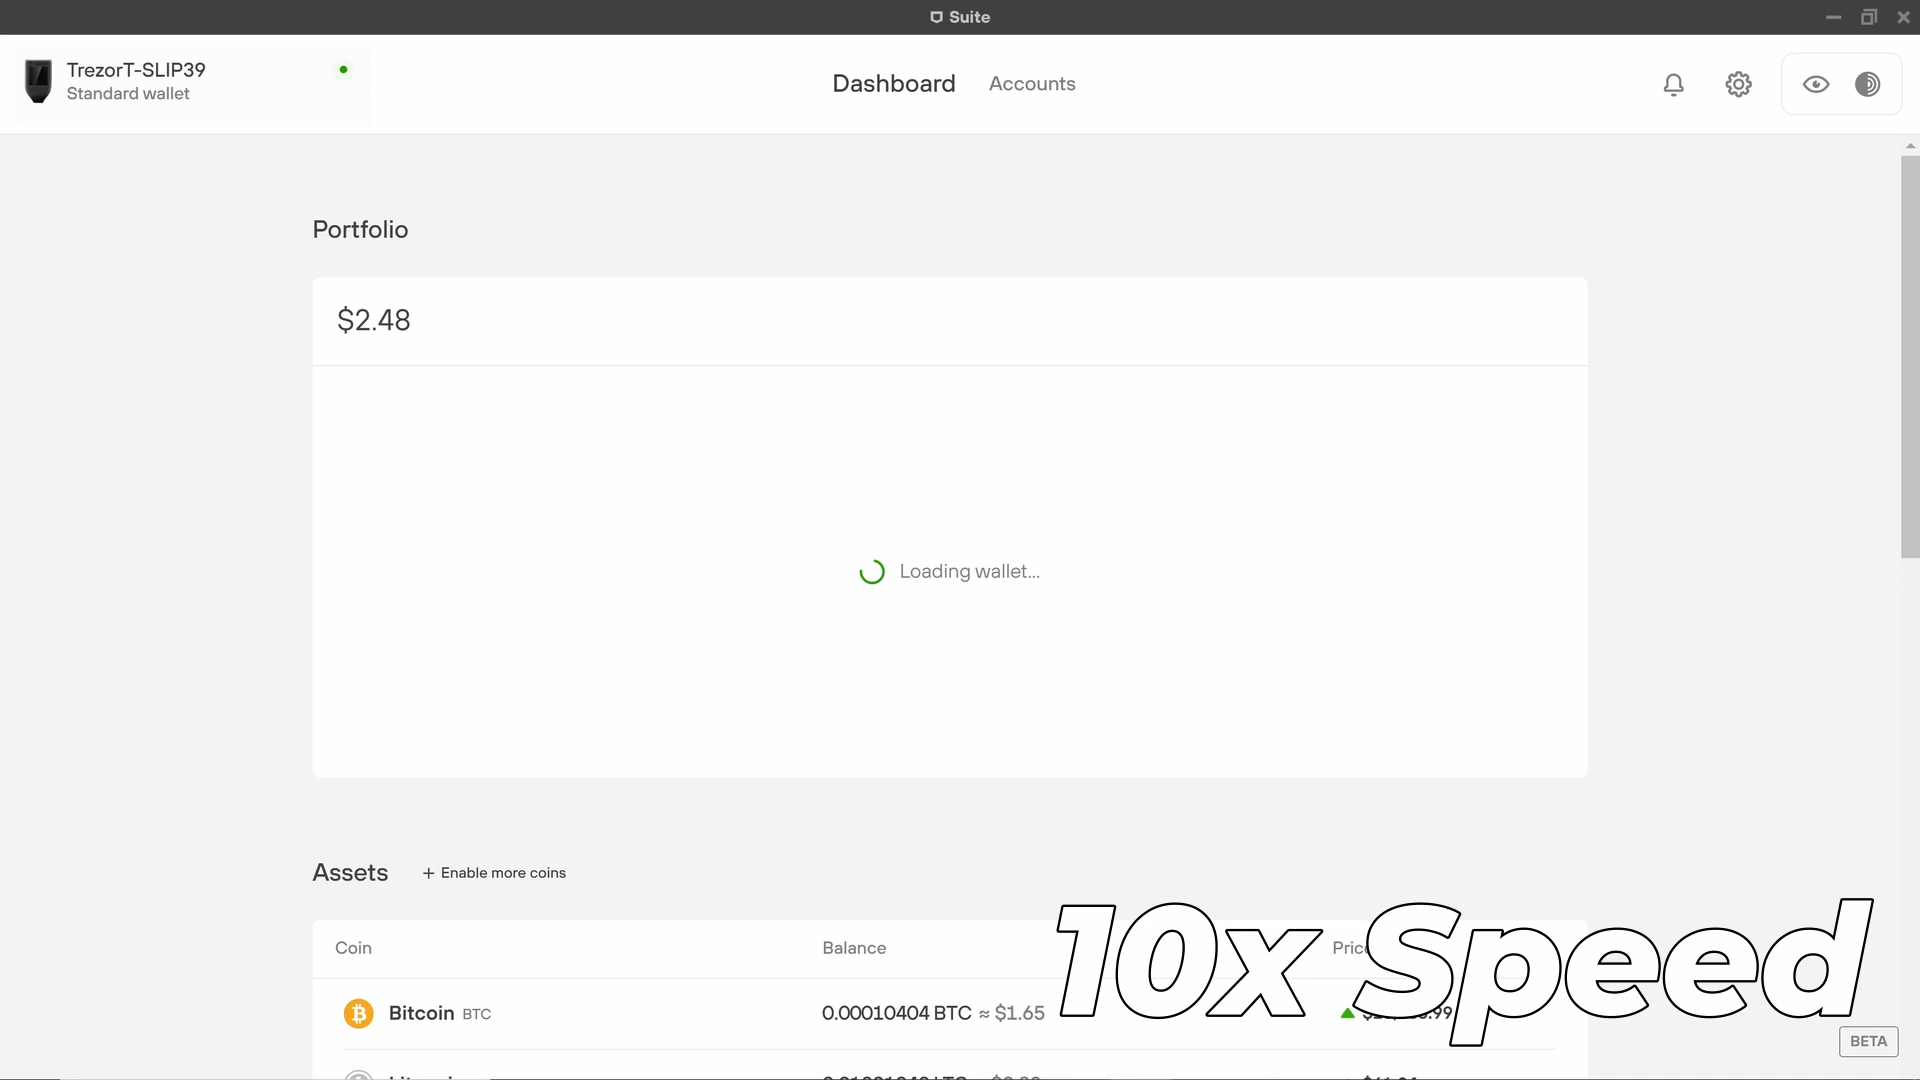 Suite
TrezorT-SLIP39
Standard wallet
Dashboard
Accounts
Portfolio
$2.48
Loading wallet...
Assets
+ Enable more coins
Coin
Balance
10x Speed
Bitcoin BTC
0.00010404 BTC ≈ $1.65
BETA